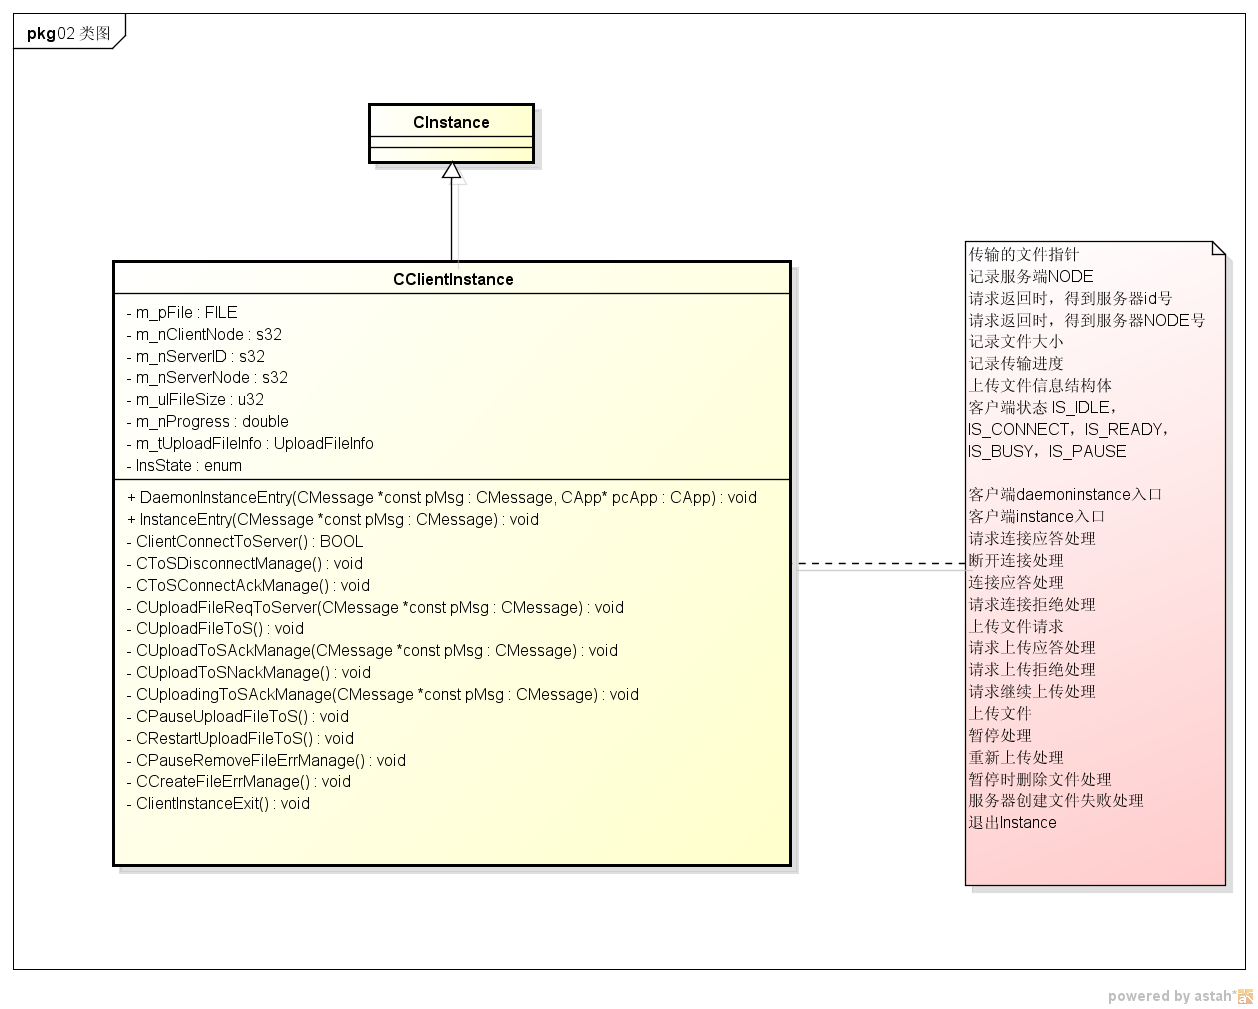 pkg02 类图
CInstance
CClientInstance
- m_pFile : FILE
- m_nClientNode : s32
- m_nServerID : s32
- m_nServerNode : s32
- m_ulFileSize : u32
- m_nProgress : double
- m_tUploadFileInfo : UploadFileInfo
- InsState : enum
+ DaemonInstanceEntry(CMessage *const pMsg : CMessage, CApp* pcApp : CApp) : void
+ InstanceEntry(CMessage *const pMsg : CMessage) : void
- ClientConnectToServer() : BOOL
- CToSDisconnectManage() : void
- CToSConnectAckManage() : void
- CUploadFileReqToServer(CMessage *const pMsg : CMessage) : void
- CUploadFileToS() : void
- CUploadToSAckManage(CMessage *const pMsg : CMessage) : void
- CUploadToSNackManage() : void
- CUploadingToSAckManage(CMessage *const pMsg : CMessage) : void
- CPauseUploadFileToS() : void
- CRestartUploadFileToS() : void
- CPauseRemoveFileErrManage() : void
- CCreateFileErrManage() : void
- ClientInstanceExit() : void
传输的文件指针
记录服务端NODE
请求返回时，得到服务器id号
请求返回时，得到服务器NODE号
记录文件大小
记录传输进度
上传文件信息结构体
客户端状态 IS_IDLE，
IS_CONNECT，IS_READY，
IS_BUSY，IS_PAUSE
客户端daemoninstance入口
客户端instance入口
请求连接应答处理
断开连接处理
连接应答处理
请求连接拒绝处理
上传文件请求
请求上传应答处理
请求上传拒绝处理
请求继续上传处理
上传文件
暂停处理
重新上传处理
暂停时删除文件处理
服务器创建文件失败处理
退出Instance
powered by astah*